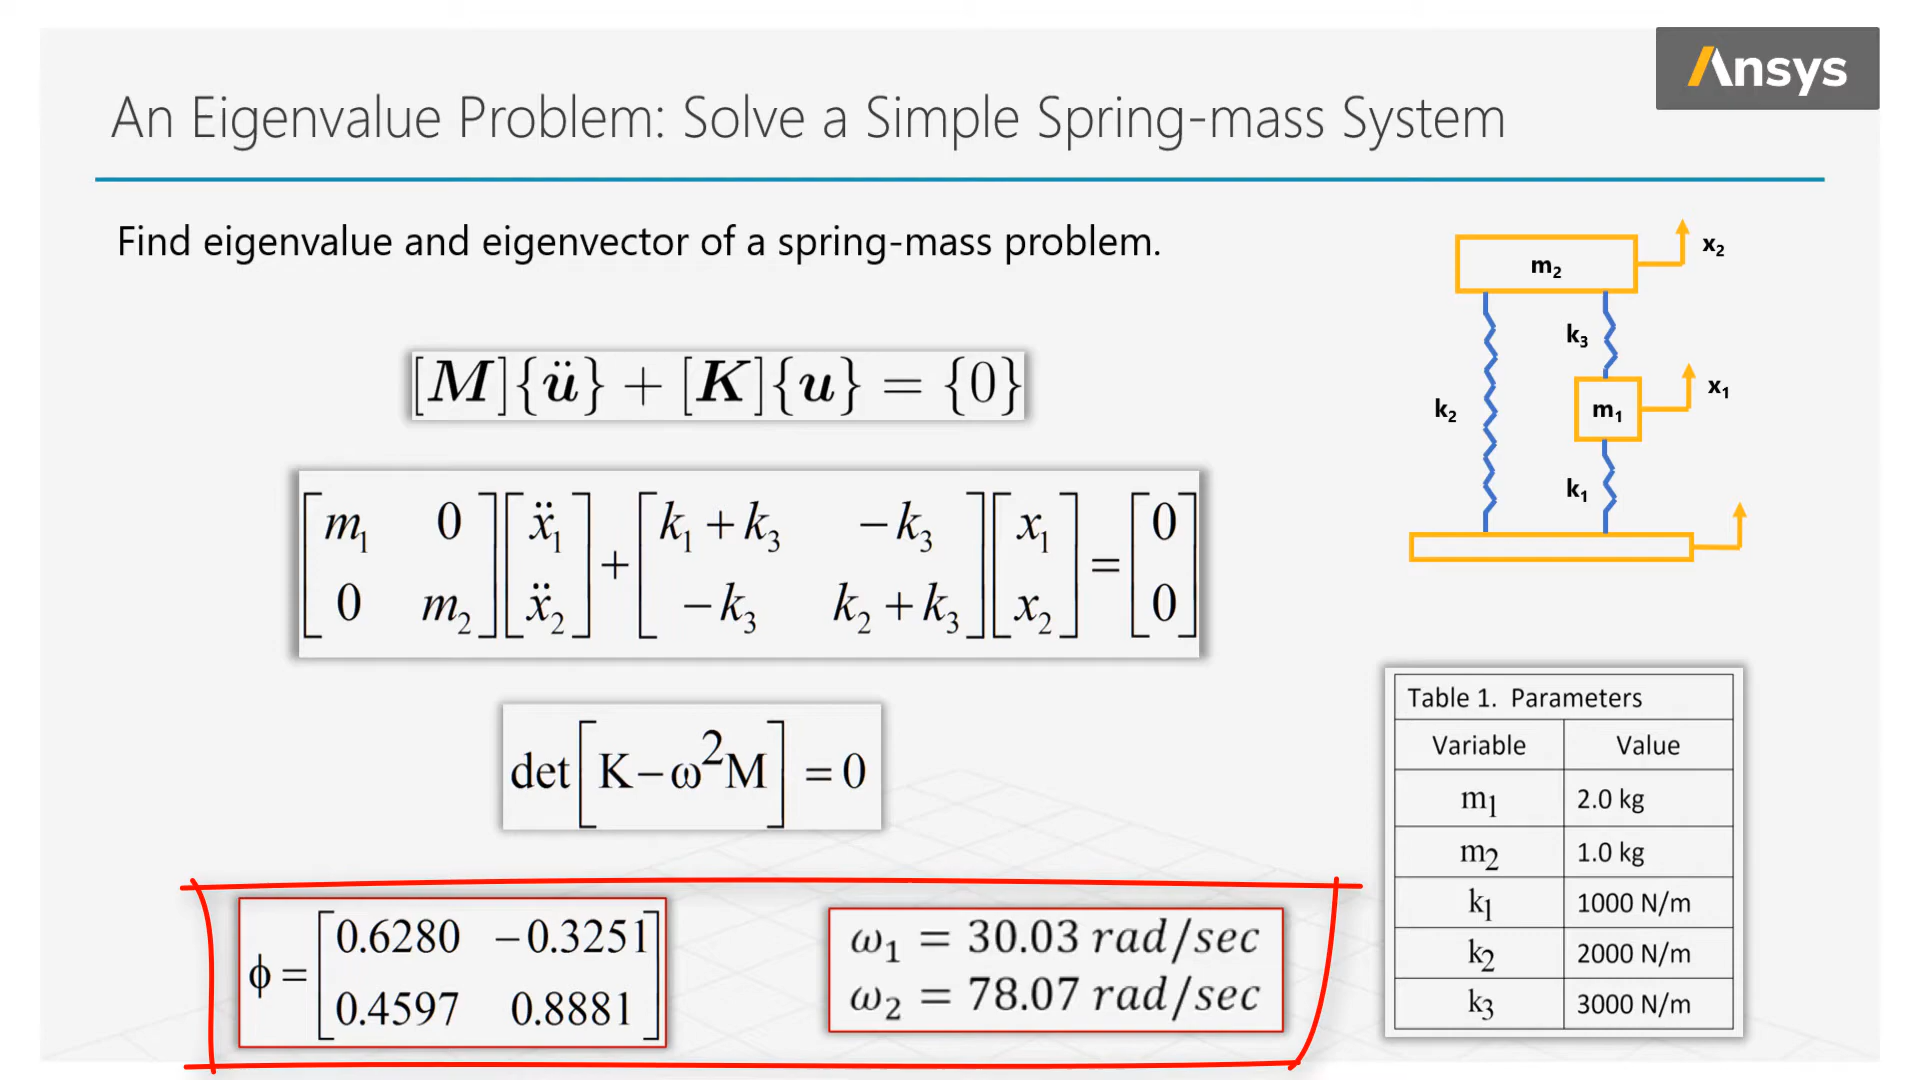 Ansys
An Eigenvalue Problem: Solve a Simple Spring-mass System
Find eigenvalue and eigenvector of a spring-mass problem.
[M]{ü} + [K]{u} = {0}
[m₁ 0; 0 m₂][ẍ₁; ẍ₂] + [k₁ + k₃ −k₃; −k₃ k₂ + k₃][x₁; x₂] = [0; 0]
det[K − ω²M] = 0
ϕ = [0.6280 −0.3251; 0.4597 0.8881]
ω₁ = 30.03 rad/sec
ω₂ = 78.07 rad/sec
m₂
x₂
k₃
m₁
x₁
k₂
k₁
Table 1. Parameters
Variable Value
m₁ 2.0 kg
m₂ 1.0 kg
k₁ 1000 N/m
k₂ 2000 N/m
k₃ 3000 N/m